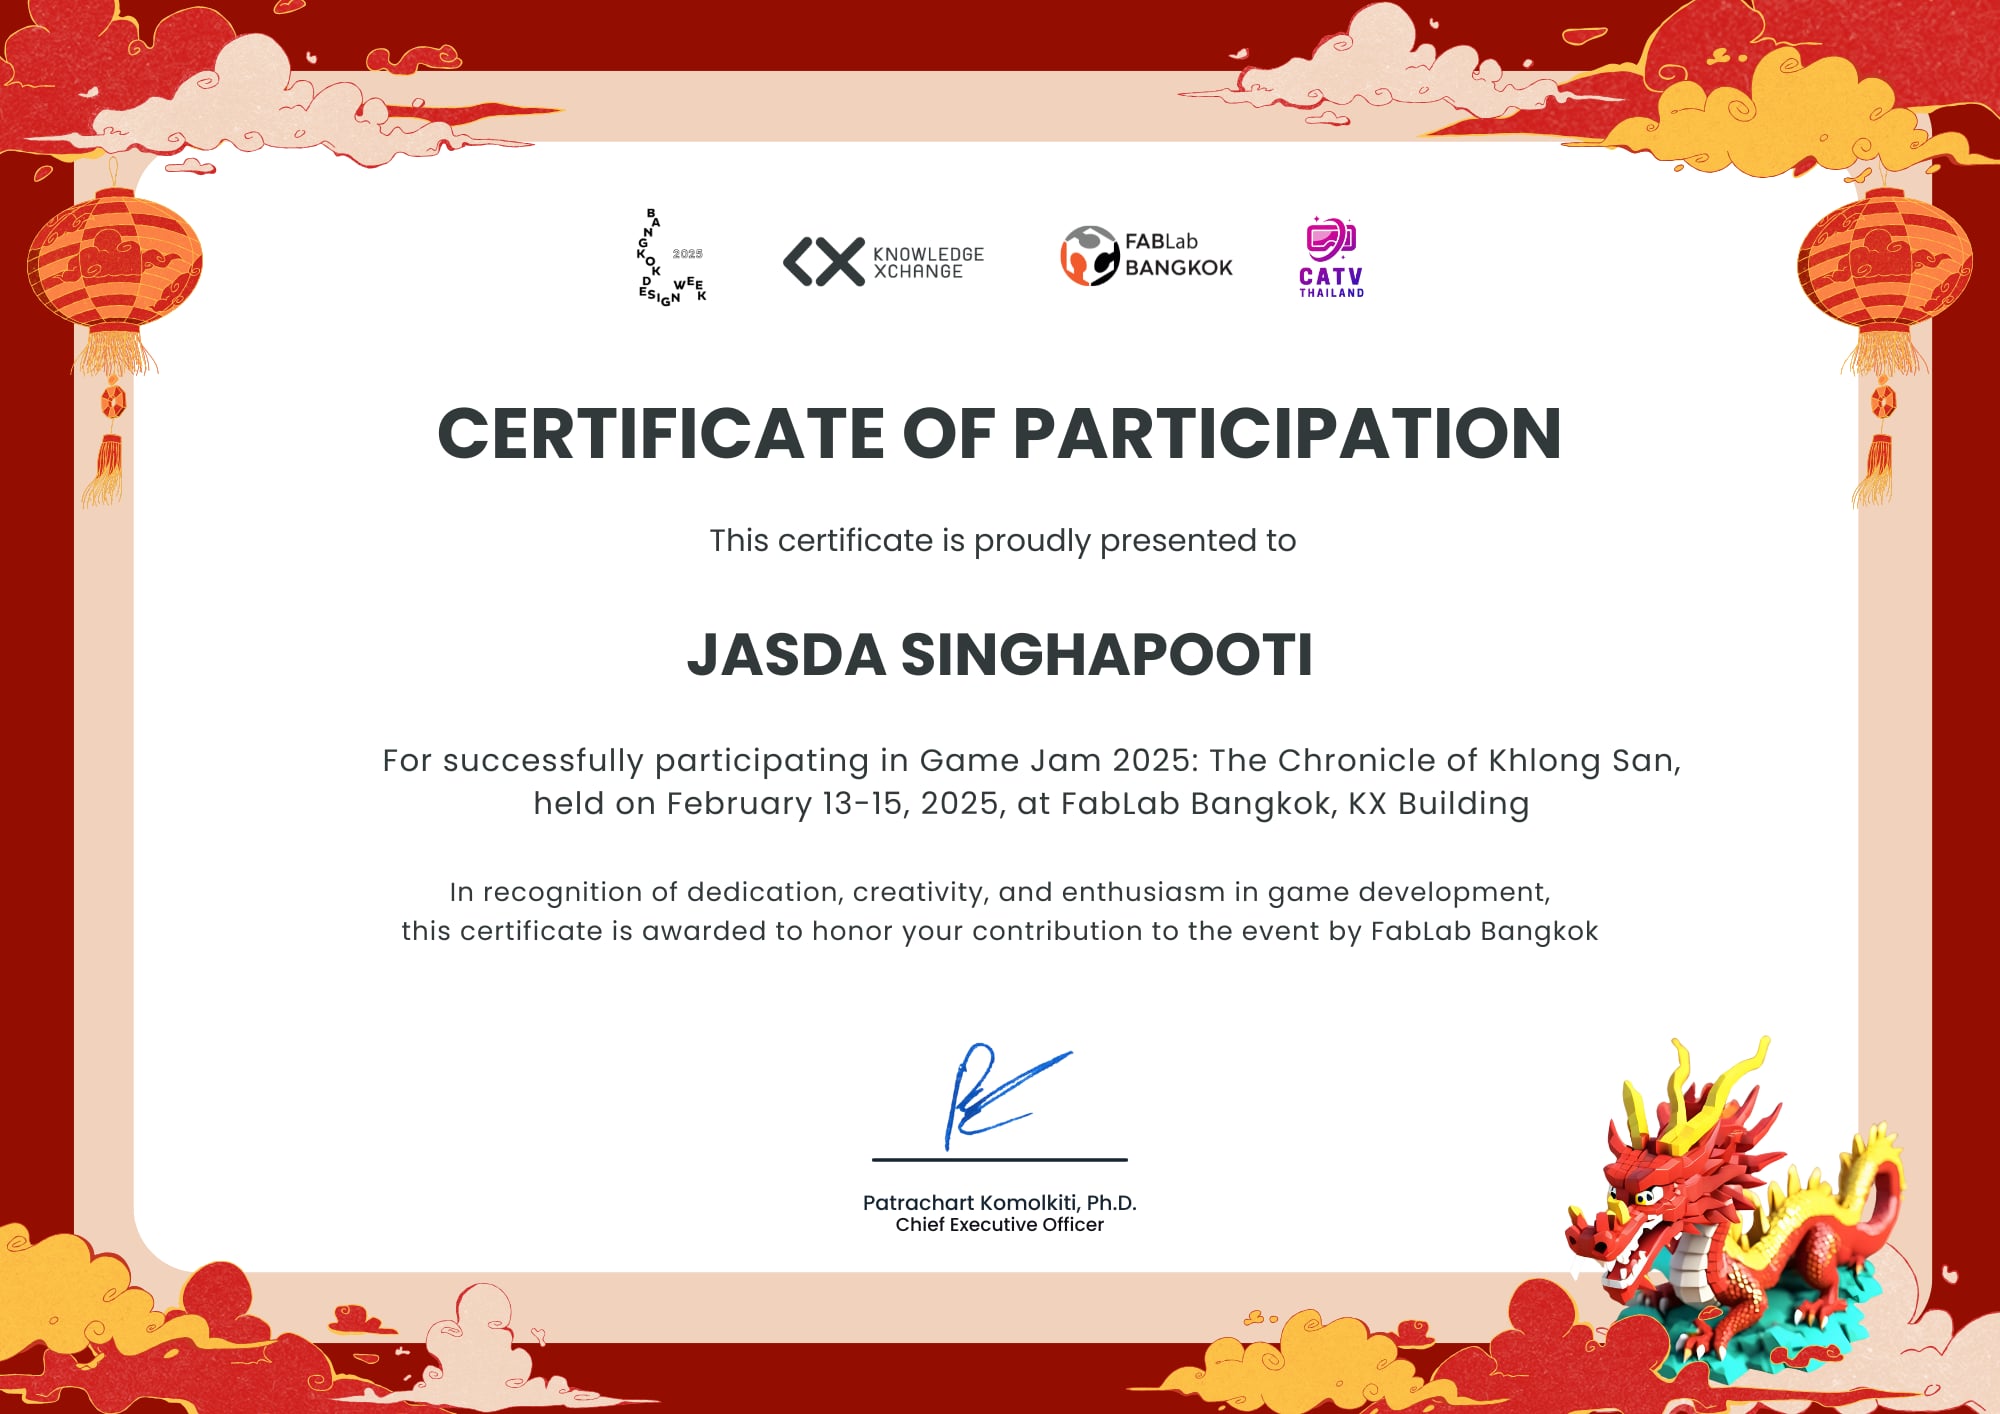 BANGKOK DESIGN WEEK
2025
KNOWLEDGE
XCHANGE
FABLab
BANGKOK
CATV
THAILAND
CERTIFICATE OF PARTICIPATION
This certificate is proudly presented to
JASDA SINGHAPOOTI
For successfully participating in Game Jam 2025: The Chronicle of Khlong San,
held on February 13-15, 2025, at FabLab Bangkok, KX Building
In recognition of dedication, creativity, and enthusiasm in game development,
this certificate is awarded to honor your contribution to the event by FabLab Bangkok
Patrachart Komolkiti, Ph.D.
Chief Executive Officer